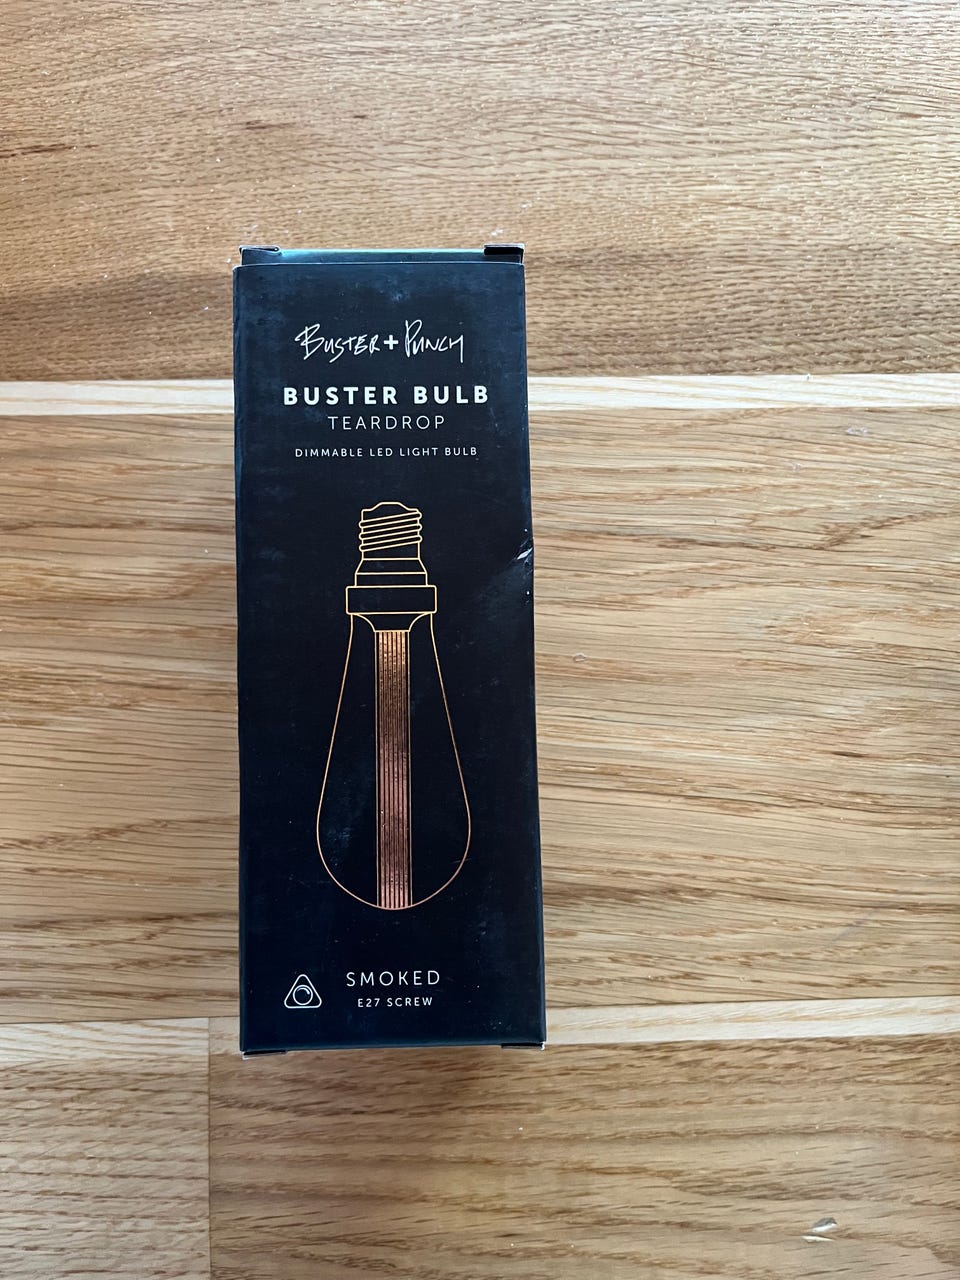 BUSTER + PUNCH
BUSTER BULB
TEARDROP
DIMMABLE LED LIGHT BULB
SMOKED
E27 SCREW